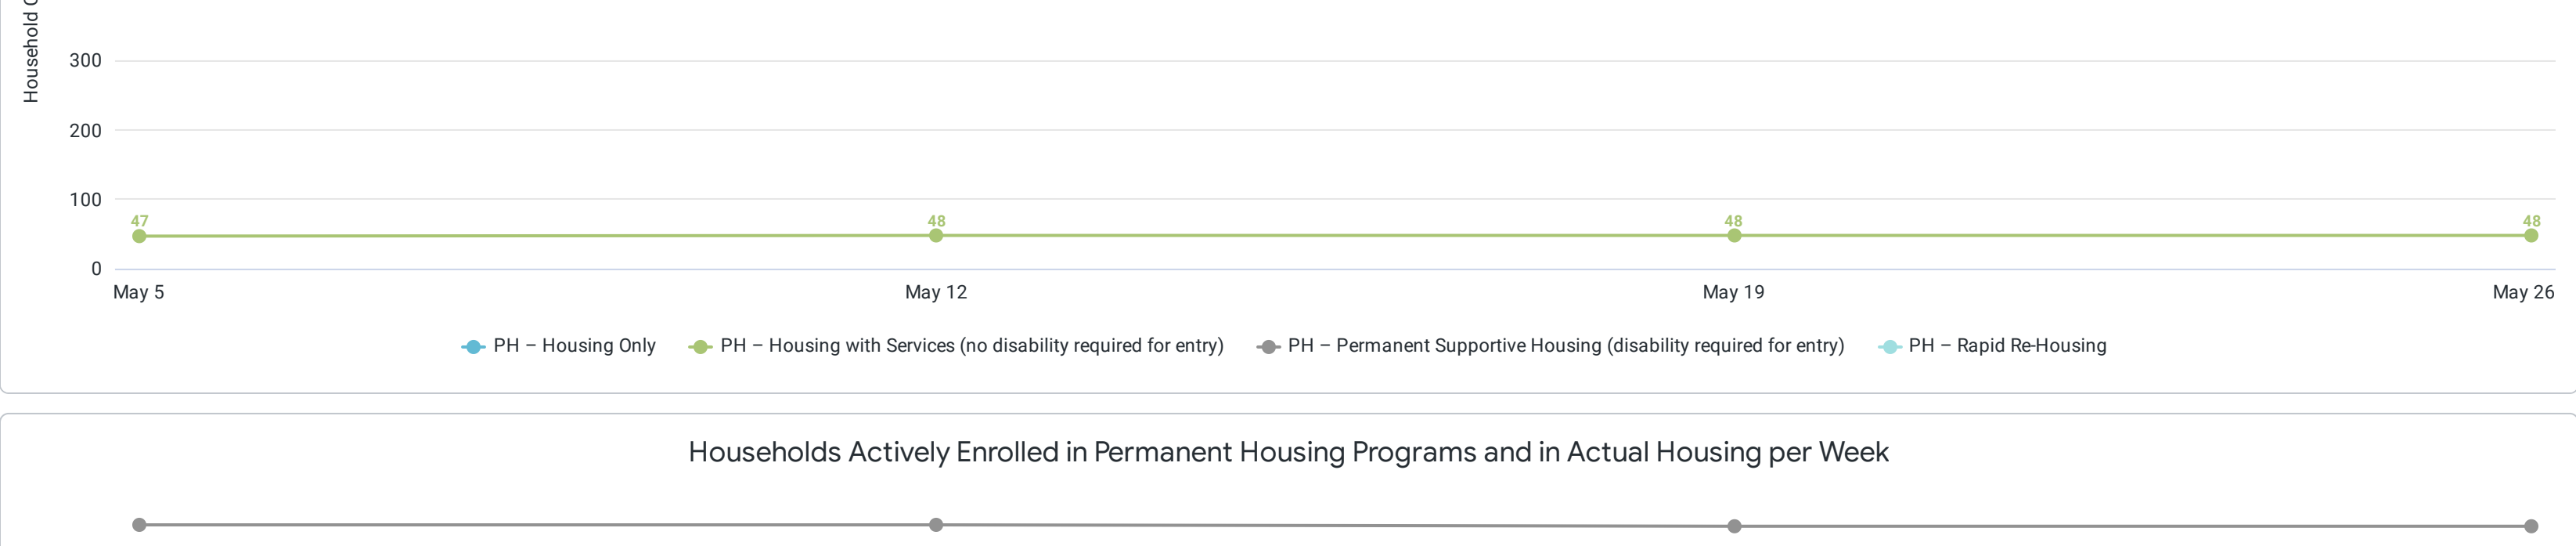 Household
300
200
100
0
47
48
48
48
May 5
May 12
May 19
May 26
PH – Housing Only
PH – Housing with Services (no disability required for entry)
PH – Permanent Supportive Housing (disability required for entry)
PH – Rapid Re-Housing
Households Actively Enrolled in Permanent Housing Programs and in Actual Housing per Week